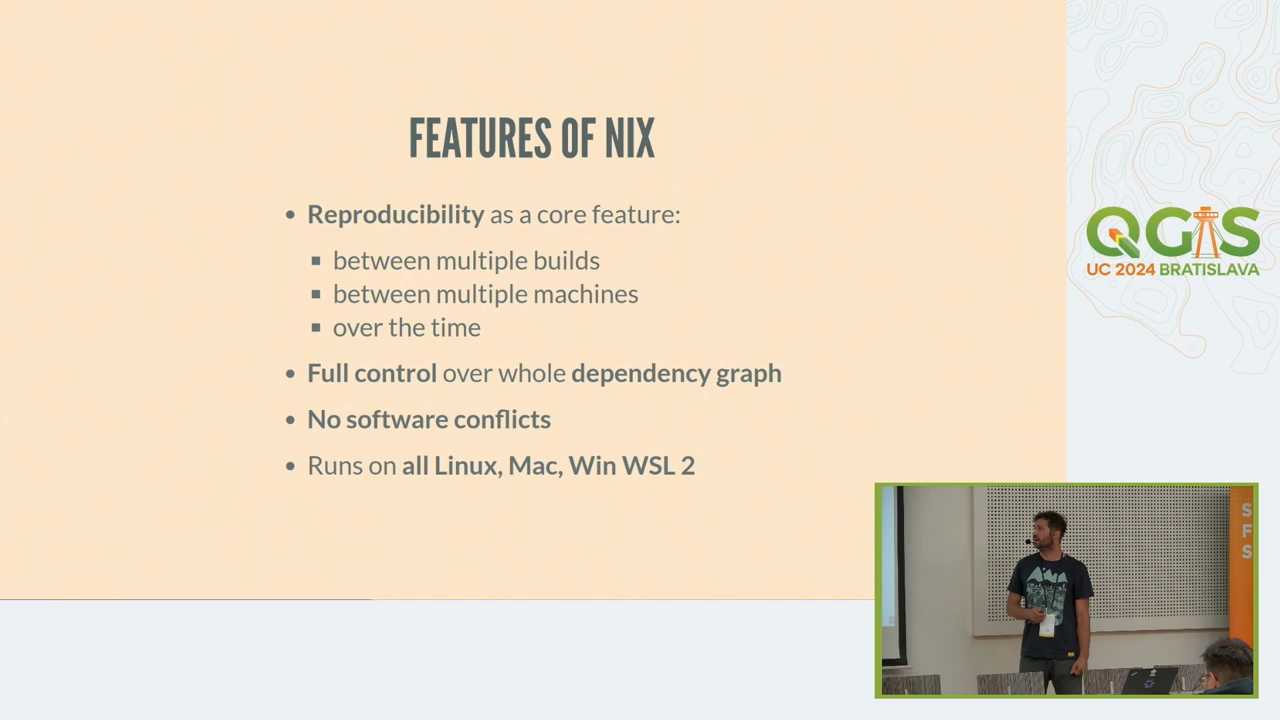 FEATURES OF NIX
Reproducibility as a core feature:
between multiple builds
between multiple machines
over the time
Full control over whole dependency graph
No software conflicts
Runs on all Linux, Mac, Win WSL 2
QGIS
UC 2024 BRATISLAVA
S
F
S